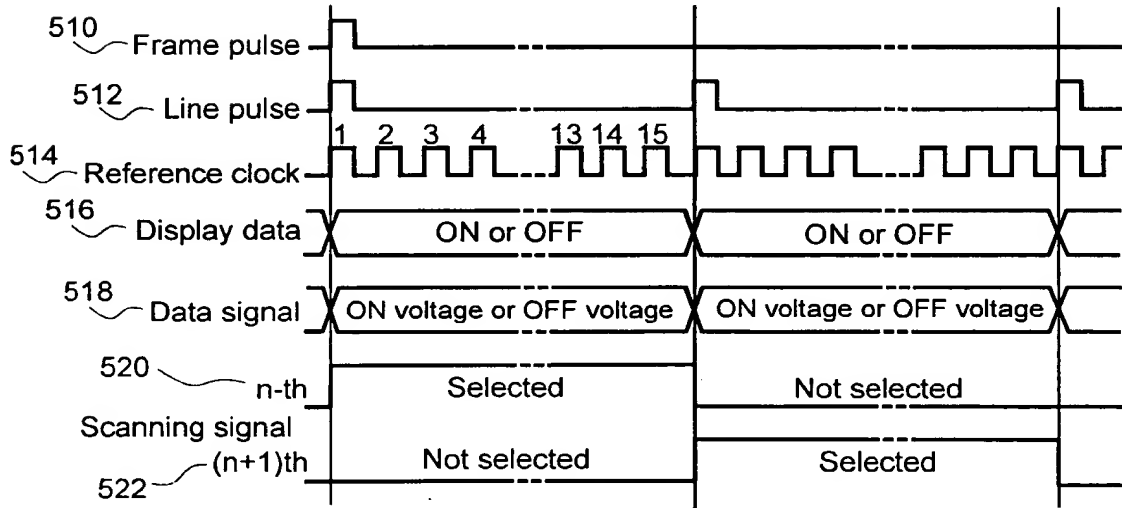 510 Frame pulse
512 Line pulse
1 2 3 4 13 14 15
514 Reference clock
516 Display data ON or OFF ON or OFF
518 Data signal ON voltage or OFF voltage ON voltage or OFF voltage
520 n-th Selected Not selected
Scanning signal
522 (n+1)th Not selected Selected